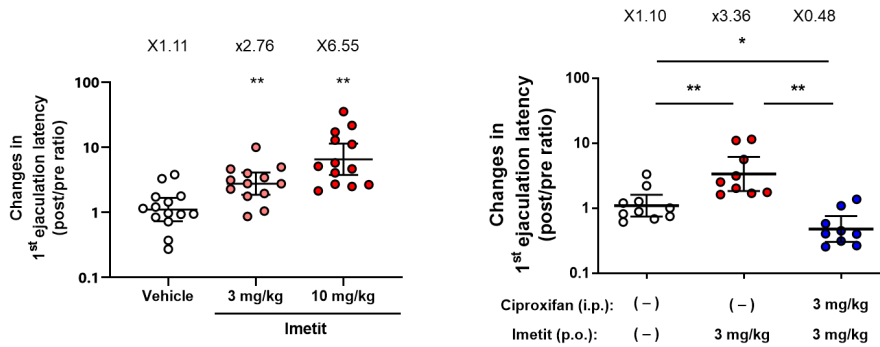 X1.11 x2.76 X6.55
** **
Changes in
1st ejaculation latency
(post/pre ratio)
100
10
1
0.1
Vehicle 3 mg/kg 10 mg/kg
Imetit
X1.10 x3.36 X0.48
*
** **
Changes in
1st ejaculation latency
(post/pre ratio)
100
10
1
0.1
Ciproxifan (i.p.): ( – ) ( – ) 3 mg/kg
Imetit (p.o.): ( – ) 3 mg/kg 3 mg/kg